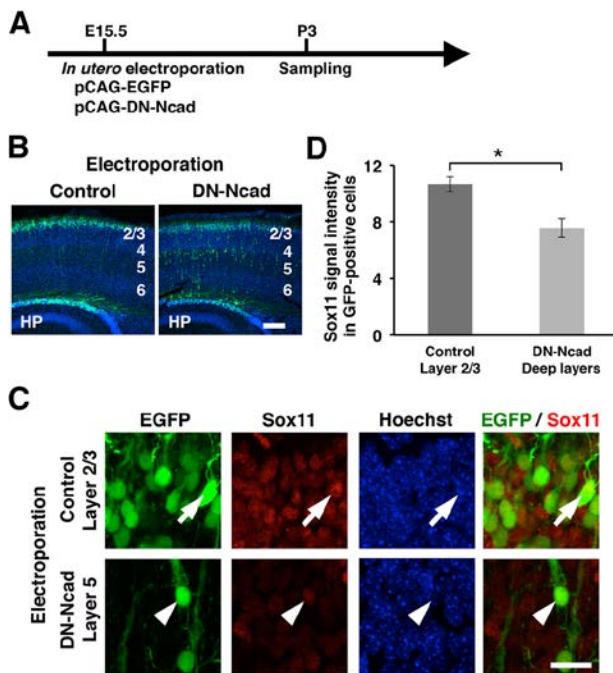 A
E15.5 P3
In utero electroporation Sampling
pCAG-EGFP
pCAG-DN-Ncad
B
Electroporation
Control DN-Ncad
2/3 2/3
4 4
5 5
6 6
HP HP
D
Sox11 signal intensity
in GFP-positive cells
12
8
4
0
*
Control DN-Ncad
Layer 2/3 Deep layers
C
EGFP Sox11 Hoechst EGFP / Sox11
Electroporation
Control
Layer 2/3
DN-Ncad
Layer 5